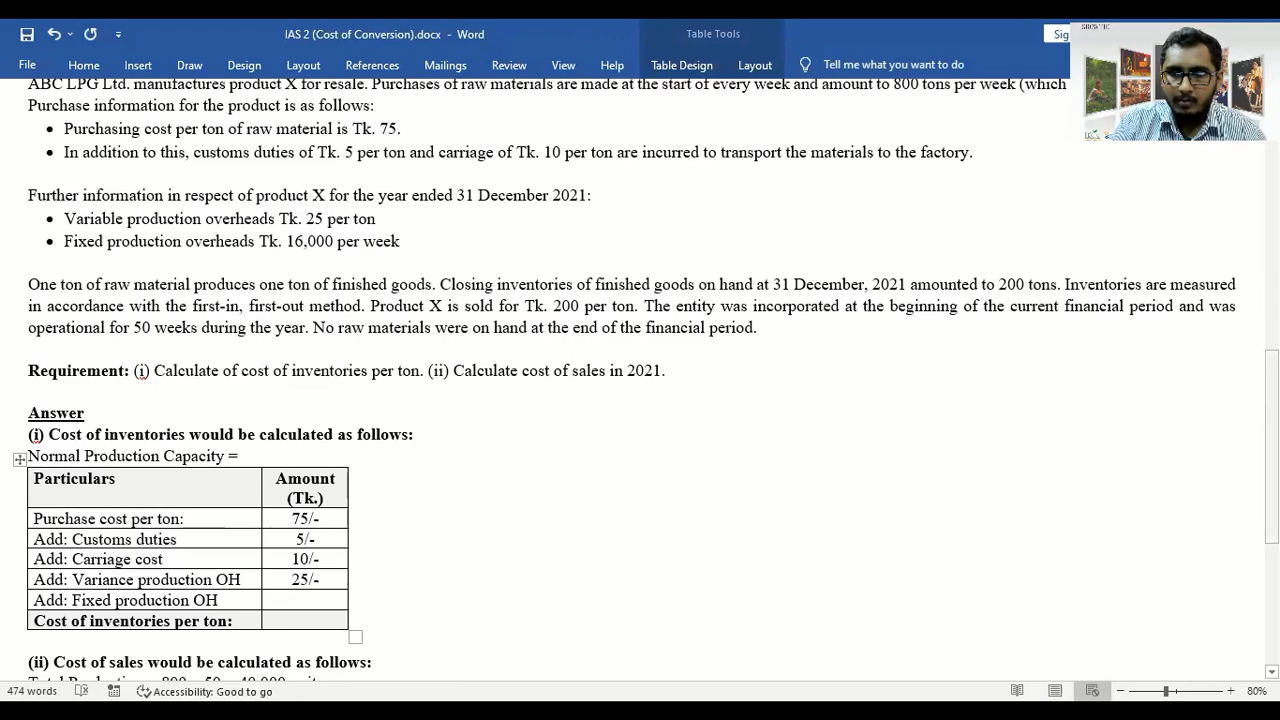 IAS 2 (Cost of Conversion).docx - Word
Table Tools
Sig
File Home Insert Draw Design Layout References Mailings Review View Help Table Design Layout Tell me what you want to do
ABC LPG Ltd. manufactures product X for resale. Purchases of raw materials are made at the start of every week and amount to 800 tons per week (which
Purchase information for the product is as follows:
• Purchasing cost per ton of raw material is Tk. 75.
• In addition to this, customs duties of Tk. 5 per ton and carriage of Tk. 10 per ton are incurred to transport the materials to the factory.
Further information in respect of product X for the year ended 31 December 2021:
• Variable production overheads Tk. 25 per ton
• Fixed production overheads Tk. 16,000 per week
One ton of raw material produces one ton of finished goods. Closing inventories of finished goods on hand at 31 December, 2021 amounted to 200 tons. Inventories are measured
in accordance with the first-in, first-out method. Product X is sold for Tk. 200 per ton. The entity was incorporated at the beginning of the current financial period and was
operational for 50 weeks during the year. No raw materials were on hand at the end of the financial period.
Requirement: (i) Calculate of cost of inventories per ton. (ii) Calculate cost of sales in 2021.
Answer
(i) Cost of inventories would be calculated as follows:
Normal Production Capacity =
Particulars Amount
(Tk.)
Purchase cost per ton: 75/-
Add: Customs duties 5/-
Add: Carriage cost 10/-
Add: Variance production OH 25/-
Add: Fixed production OH
Cost of inventories per ton:
(ii) Cost of sales would be calculated as follows:
474 words Accessibility: Good to go 80%